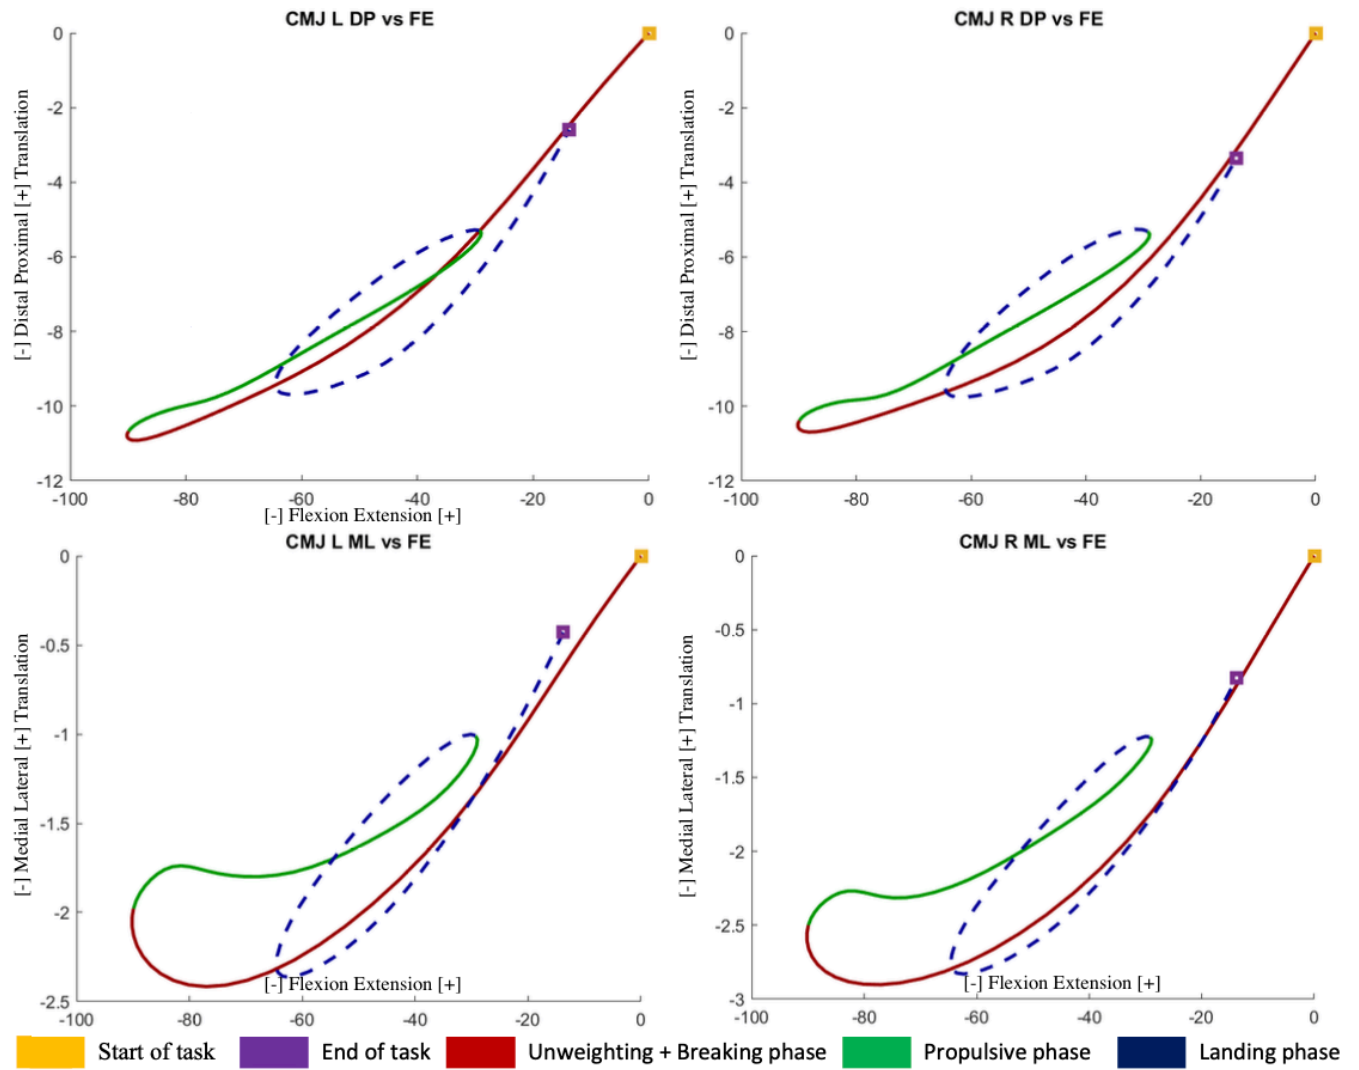 CMJ L DP vs FE
CMJ R DP vs FE
0
-2
-4
-6
-8
-10
-12
[-] Distal Proximal [+] Translation
-100 -80 -60 -40 -20 0
[-] Flexion Extension [+]
0
-2
-4
-6
-8
-10
-12
[-] Distal Proximal [+] Translation
-100 -80 -60 -40 -20 0
CMJ L ML vs FE
CMJ R ML vs FE
0
-0.5
-1
-1.5
-2
-2.5
[-] Medial Lateral [+] Translation
[-] Flexion Extension [+]
-100 -80 -60 -40 -20 0
0
-0.5
-1
-1.5
-2
-2.5
-3
[-] Medial Lateral [+] Translation
[-] Flexion Extension [+]
-100 -80 -60 -40 -20 0
Start of task End of task Unweighting + Breaking phase Propulsive phase Landing phase